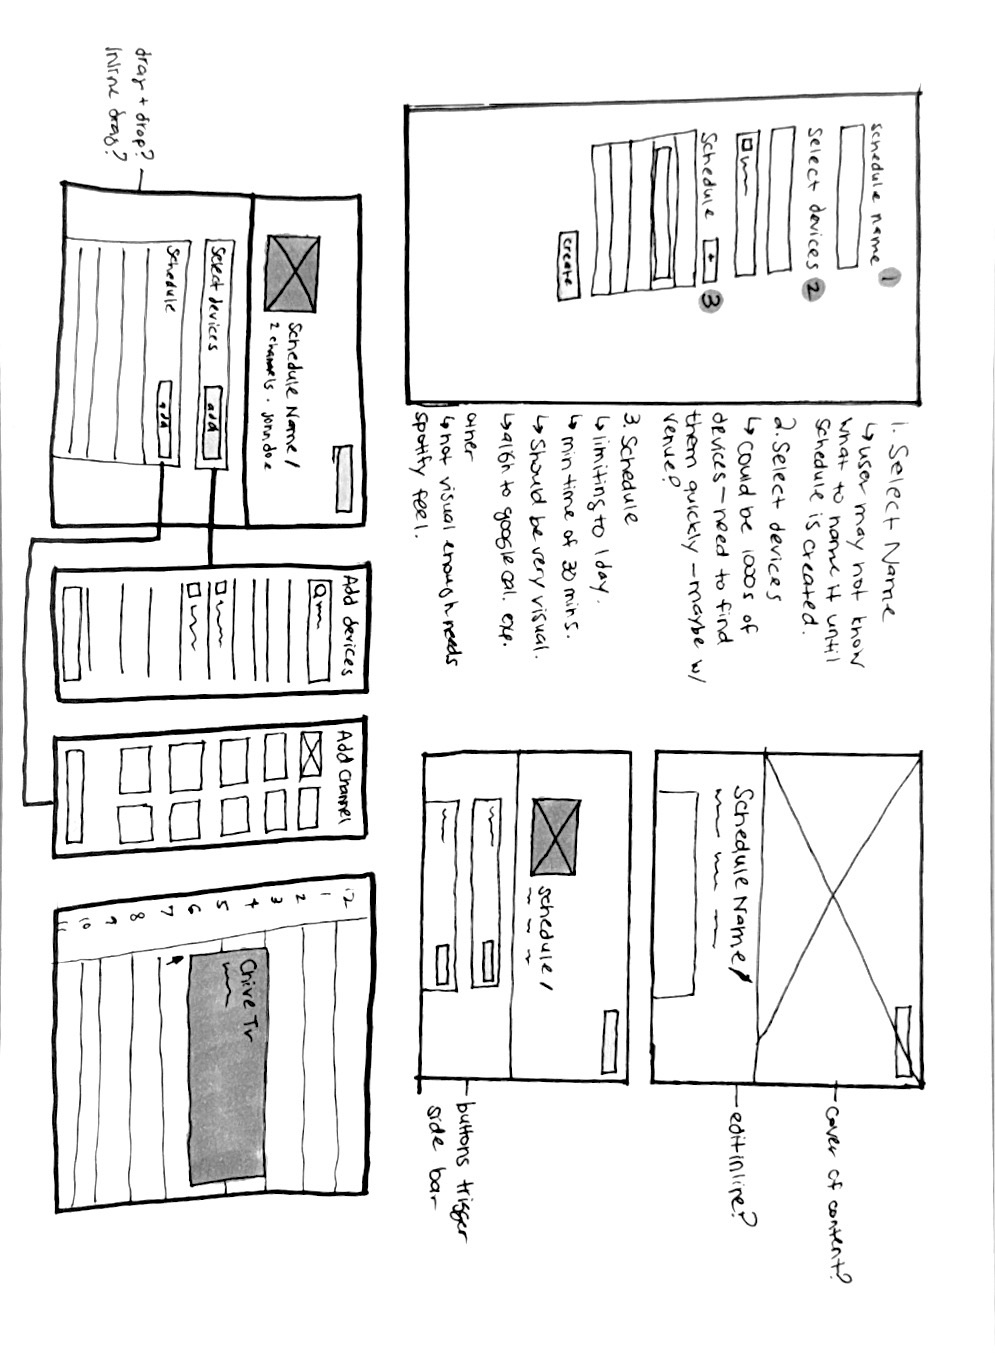 schedule name 1
Select devices 2
Schedule + 3
create
1. Select Name
↳ user may not know
what to name it until
schedule is created.
2. Select devices
↳ could be 1000s of
devices – need to find
them quickly – maybe w/
venue?
3. Schedule
↳ limiting to 1 day.
↳ min time of 30 mins.
↳ Should be very visual.
↳ align to google cal. exp.
other
↳ not visual enough needs
spotify feel.
cover of content?
Schedule Name
edit inline?
schedule
buttons trigger
side bar
Schedule Name
2 channels · john doe
Select devices add
Schedule add
drag + drop?
inline drag?
Add devices
Add Channel
12
1
2
3
4
5
6
7
8
9
10
11
Chive Tv